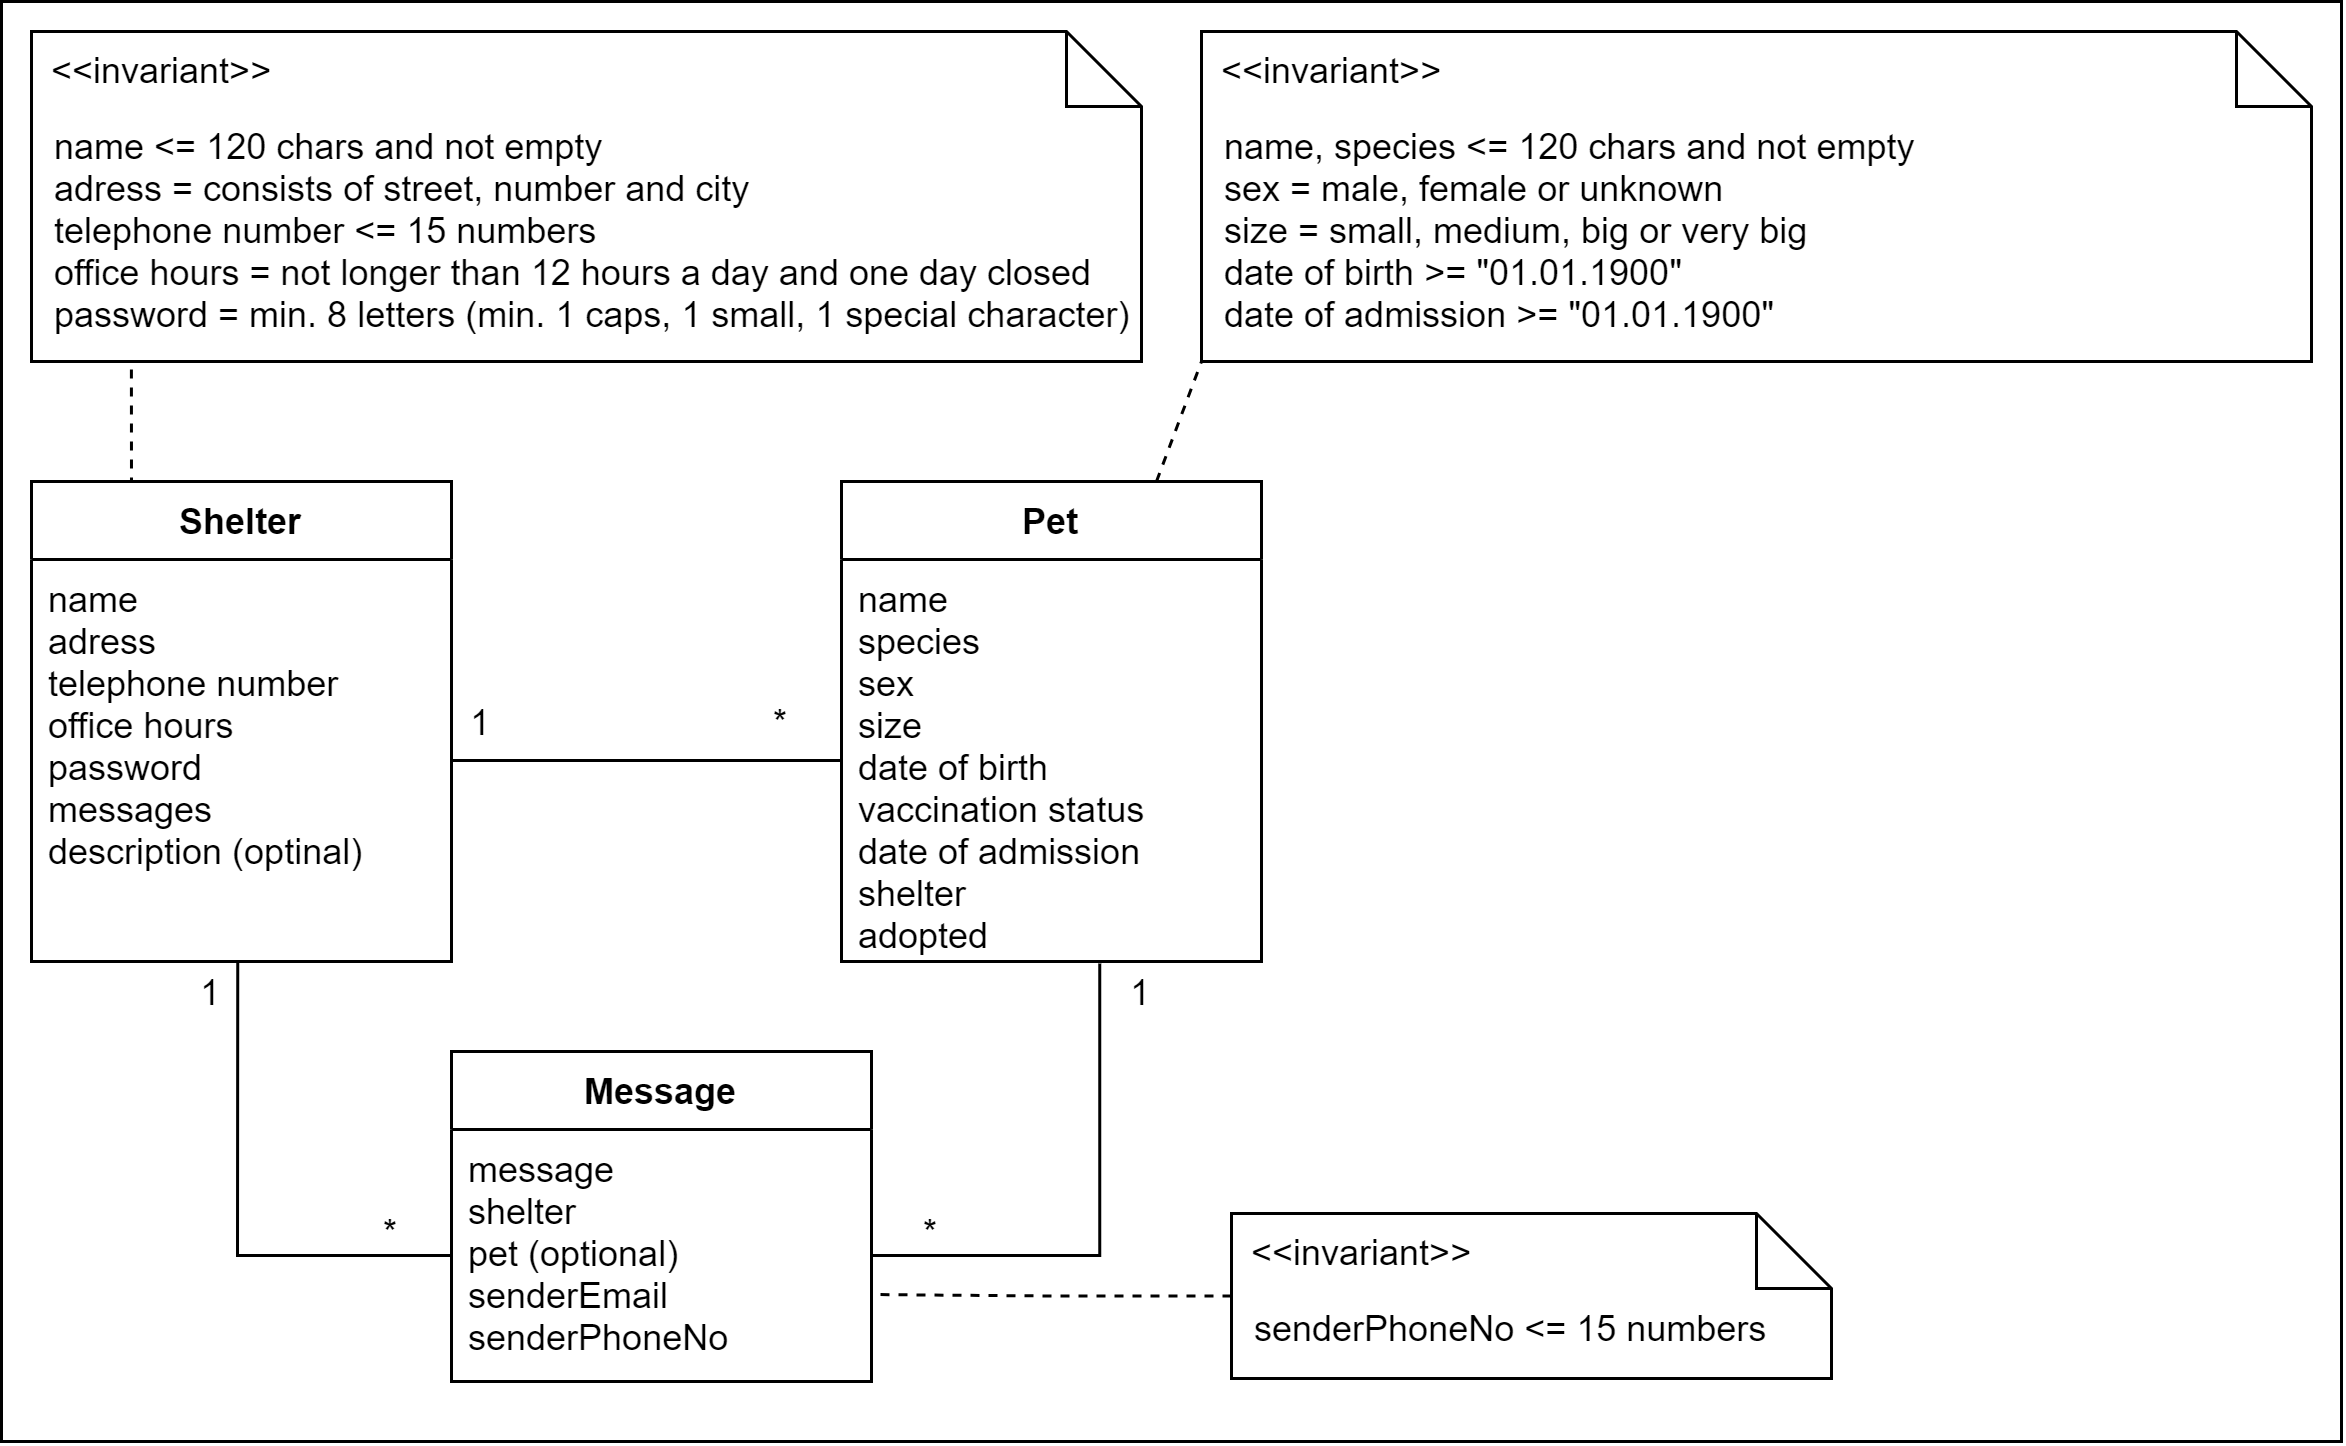 <<invariant>>
name <= 120 chars and not empty
adress = consists of street, number and city
telephone number <= 15 numbers
office hours = not longer than 12 hours a day and one day closed
password = min. 8 letters (min. 1 caps, 1 small, 1 special character)
<<invariant>>
name, species <= 120 chars and not empty
sex = male, female or unknown
size = small, medium, big or very big
date of birth >= "01.01.1900"
date of admission >= "01.01.1900"
Shelter
name
adress
telephone number
office hours
password
messages
description (optinal)
1
*
Pet
name
species
sex
size
date of birth
vaccination status
date of admission
shelter
adopted
1
1
Message
message
shelter
pet (optional)
senderEmail
senderPhoneNo
*
*
<<invariant>>
senderPhoneNo <= 15 numbers